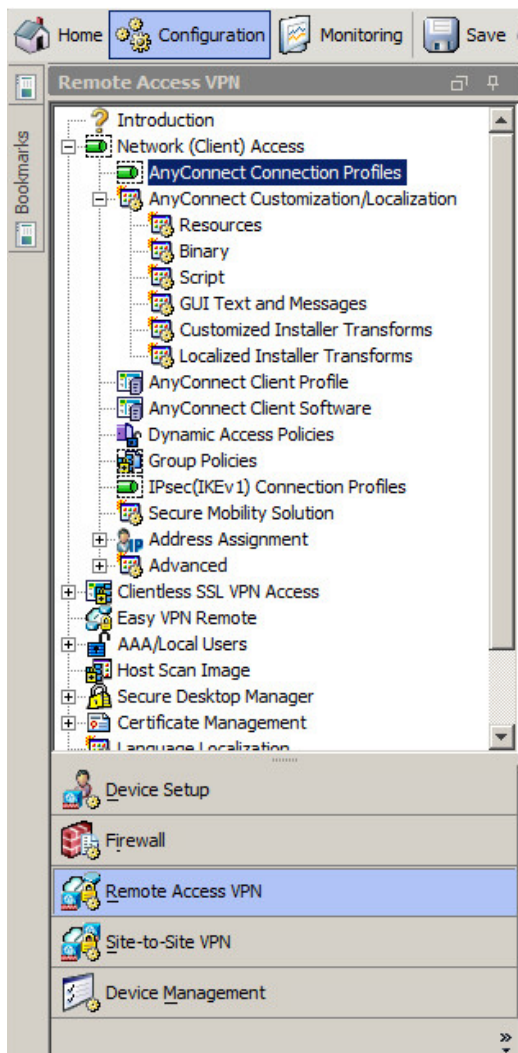 Home Configuration Monitoring Save
Remote Access VPN
Bookmarks
Introduction
Network (Client) Access
AnyConnect Connection Profiles
AnyConnect Customization/Localization
Resources
Binary
Script
GUI Text and Messages
Customized Installer Transforms
Localized Installer Transforms
AnyConnect Client Profile
AnyConnect Client Software
Dynamic Access Policies
Group Policies
IPsec(IKEv1) Connection Profiles
Secure Mobility Solution
Address Assignment
Advanced
Clientless SSL VPN Access
Easy VPN Remote
AAA/Local Users
Host Scan Image
Secure Desktop Manager
Certificate Management
Language Localization
Device Setup
Firewall
Remote Access VPN
Site-to-Site VPN
Device Management